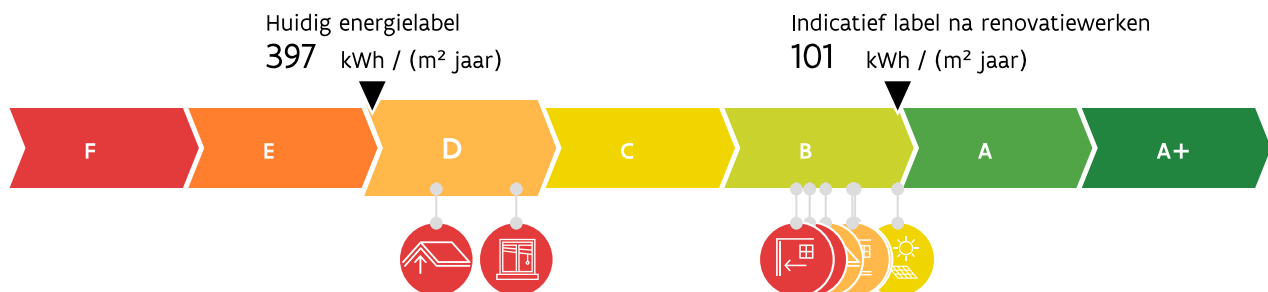 Huidig energielabel
397 kWh / (m² jaar)
Indicatief label na renovatiewerken
101 kWh / (m² jaar)
F E D C B A A+